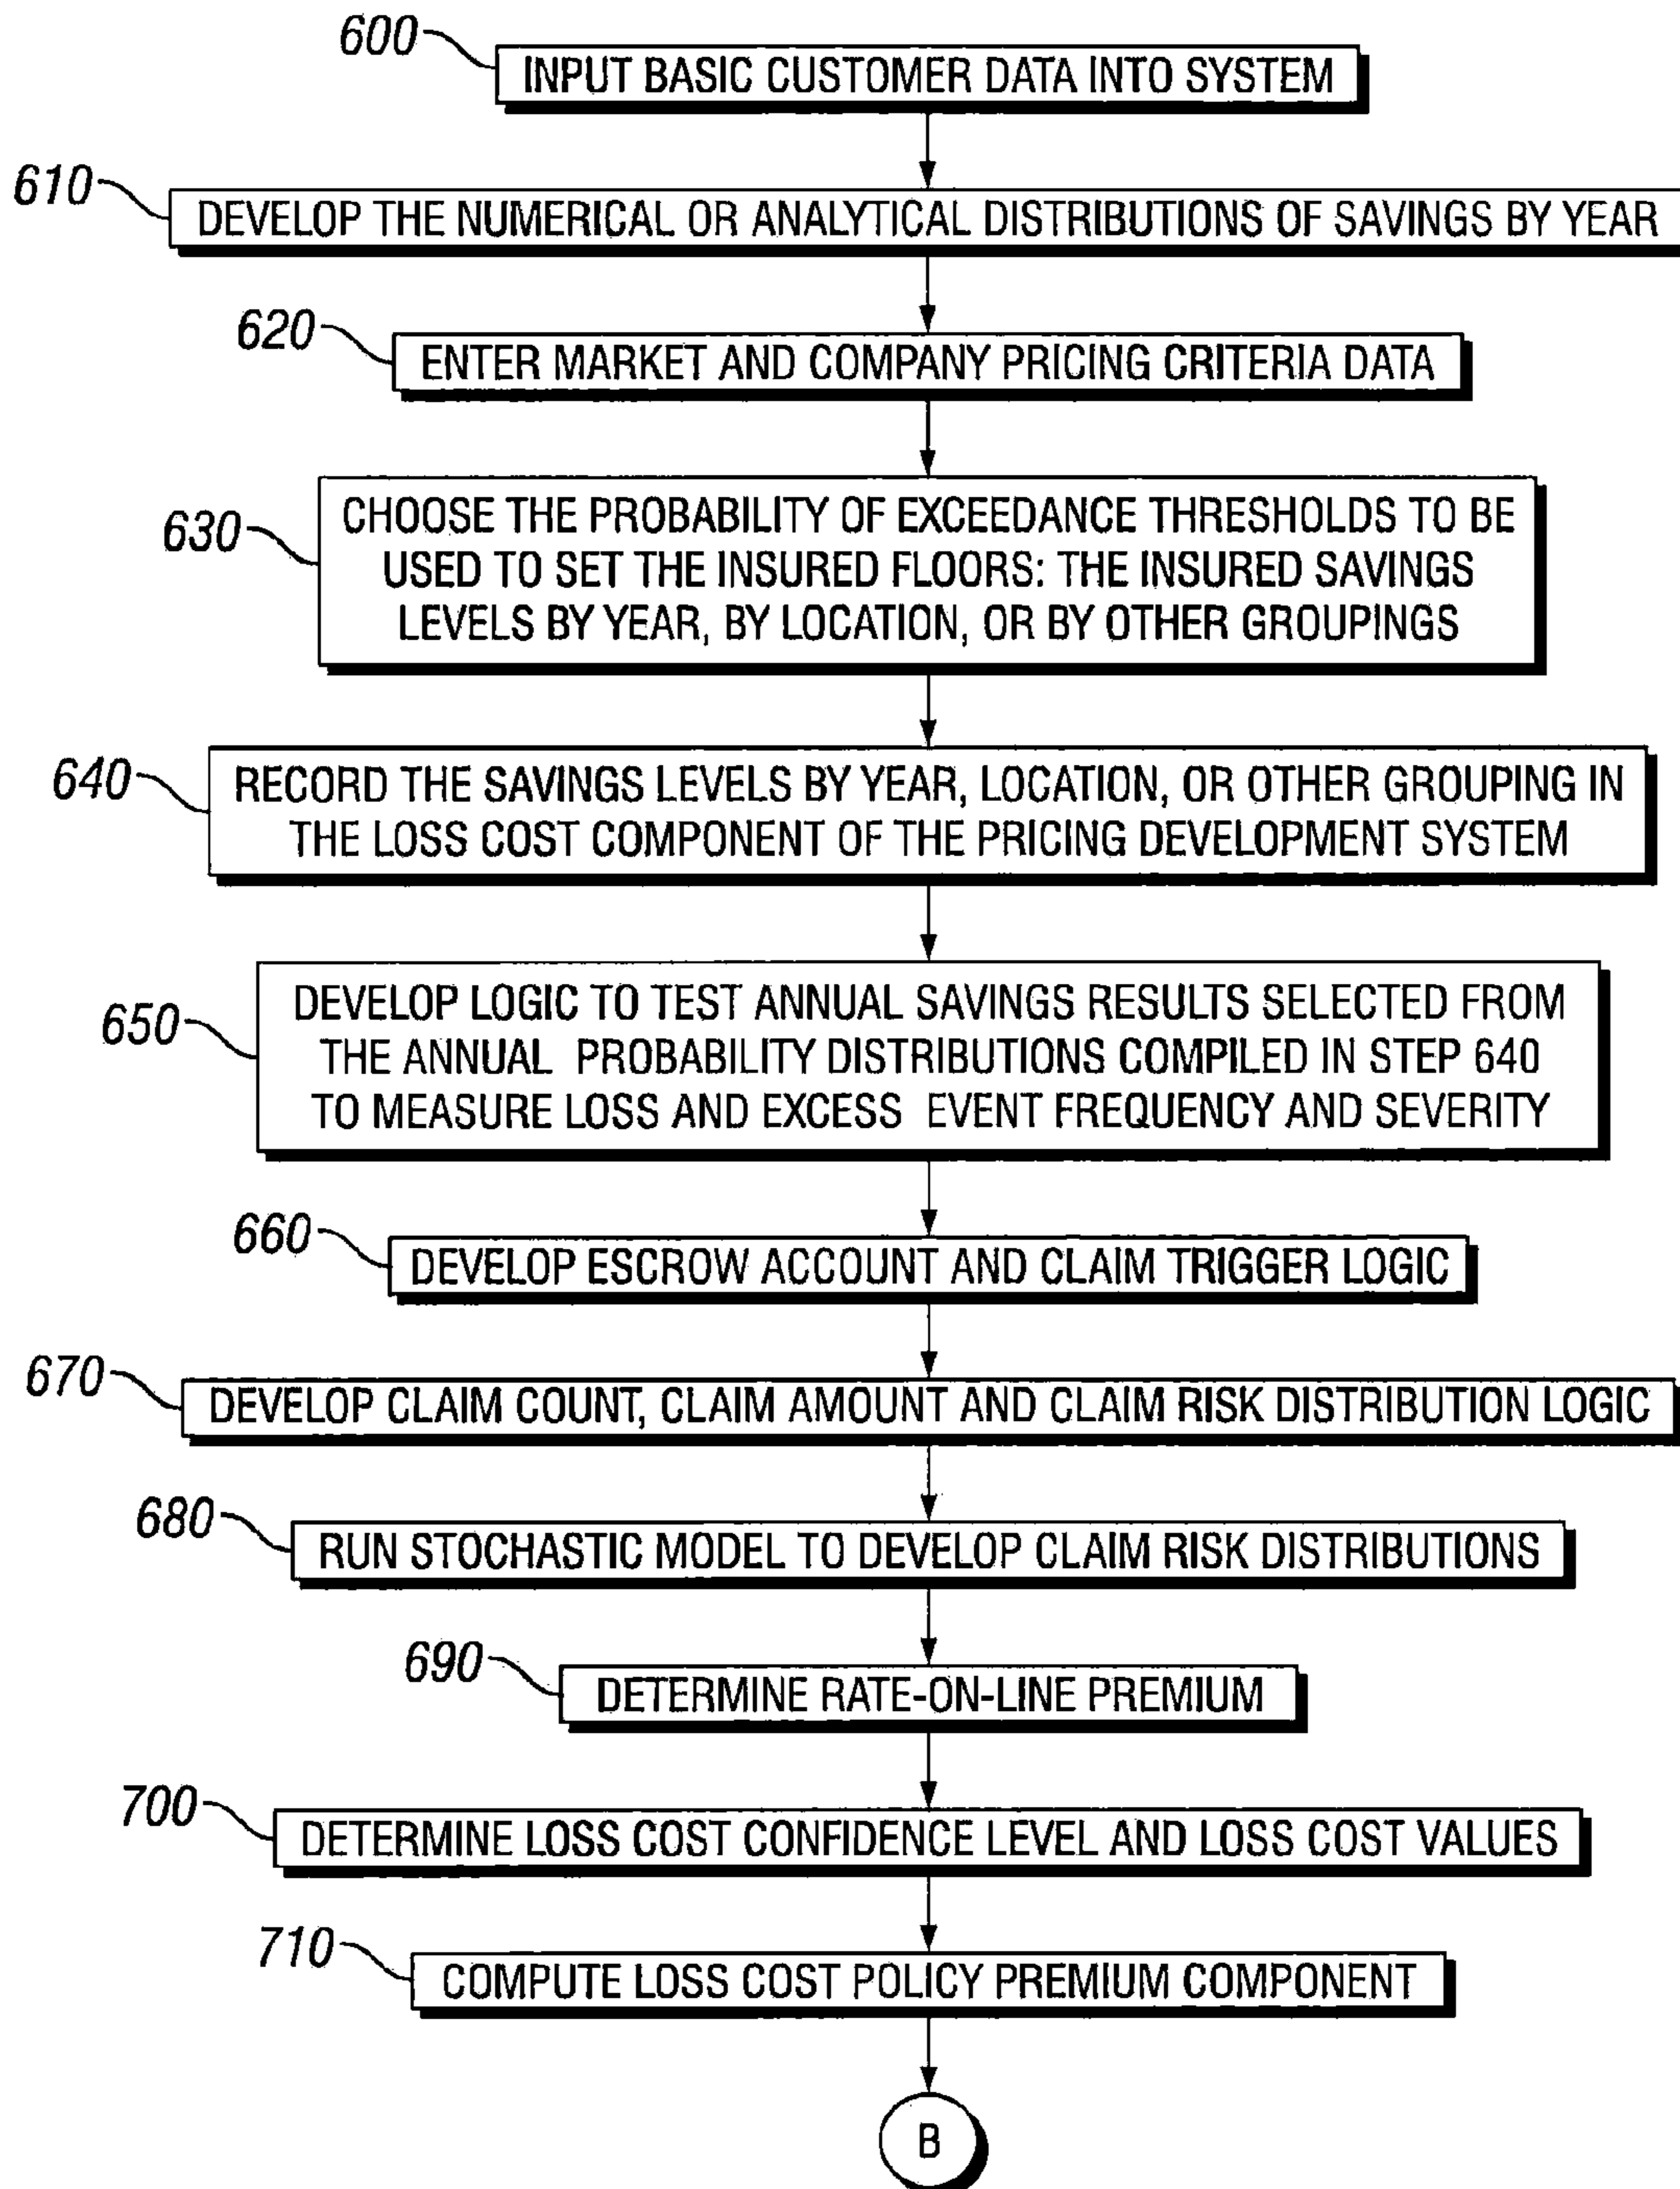 600
INPUT BASIC CUSTOMER DATA INTO SYSTEM
610
DEVELOP THE NUMERICAL OR ANALYTICAL DISTRIBUTIONS OF SAVINGS BY YEAR
620
ENTER MARKET AND COMPANY PRICING CRITERIA DATA
630
CHOOSE THE PROBABILITY OF EXCEEDANCE THRESHOLDS TO BE
USED TO SET THE INSURED FLOORS: THE INSURED SAVINGS
LEVELS BY YEAR, BY LOCATION, OR BY OTHER GROUPINGS
640
RECORD THE SAVINGS LEVELS BY YEAR, LOCATION, OR OTHER GROUPING IN
THE LOSS COST COMPONENT OF THE PRICING DEVELOPMENT SYSTEM
650
DEVELOP LOGIC TO TEST ANNUAL SAVINGS RESULTS SELECTED FROM
THE ANNUAL PROBABILITY DISTRIBUTIONS COMPILED IN STEP 640
TO MEASURE LOSS AND EXCESS EVENT FREQUENCY AND SEVERITY
660
DEVELOP ESCROW ACCOUNT AND CLAIM TRIGGER LOGIC
670
DEVELOP CLAIM COUNT, CLAIM AMOUNT AND CLAIM RISK DISTRIBUTION LOGIC
680
RUN STOCHASTIC MODEL TO DEVELOP CLAIM RISK DISTRIBUTIONS
690
DETERMINE RATE-ON-LINE PREMIUM
700
DETERMINE LOSS COST CONFIDENCE LEVEL AND LOSS COST VALUES
710
COMPUTE LOSS COST POLICY PREMIUM COMPONENT
B